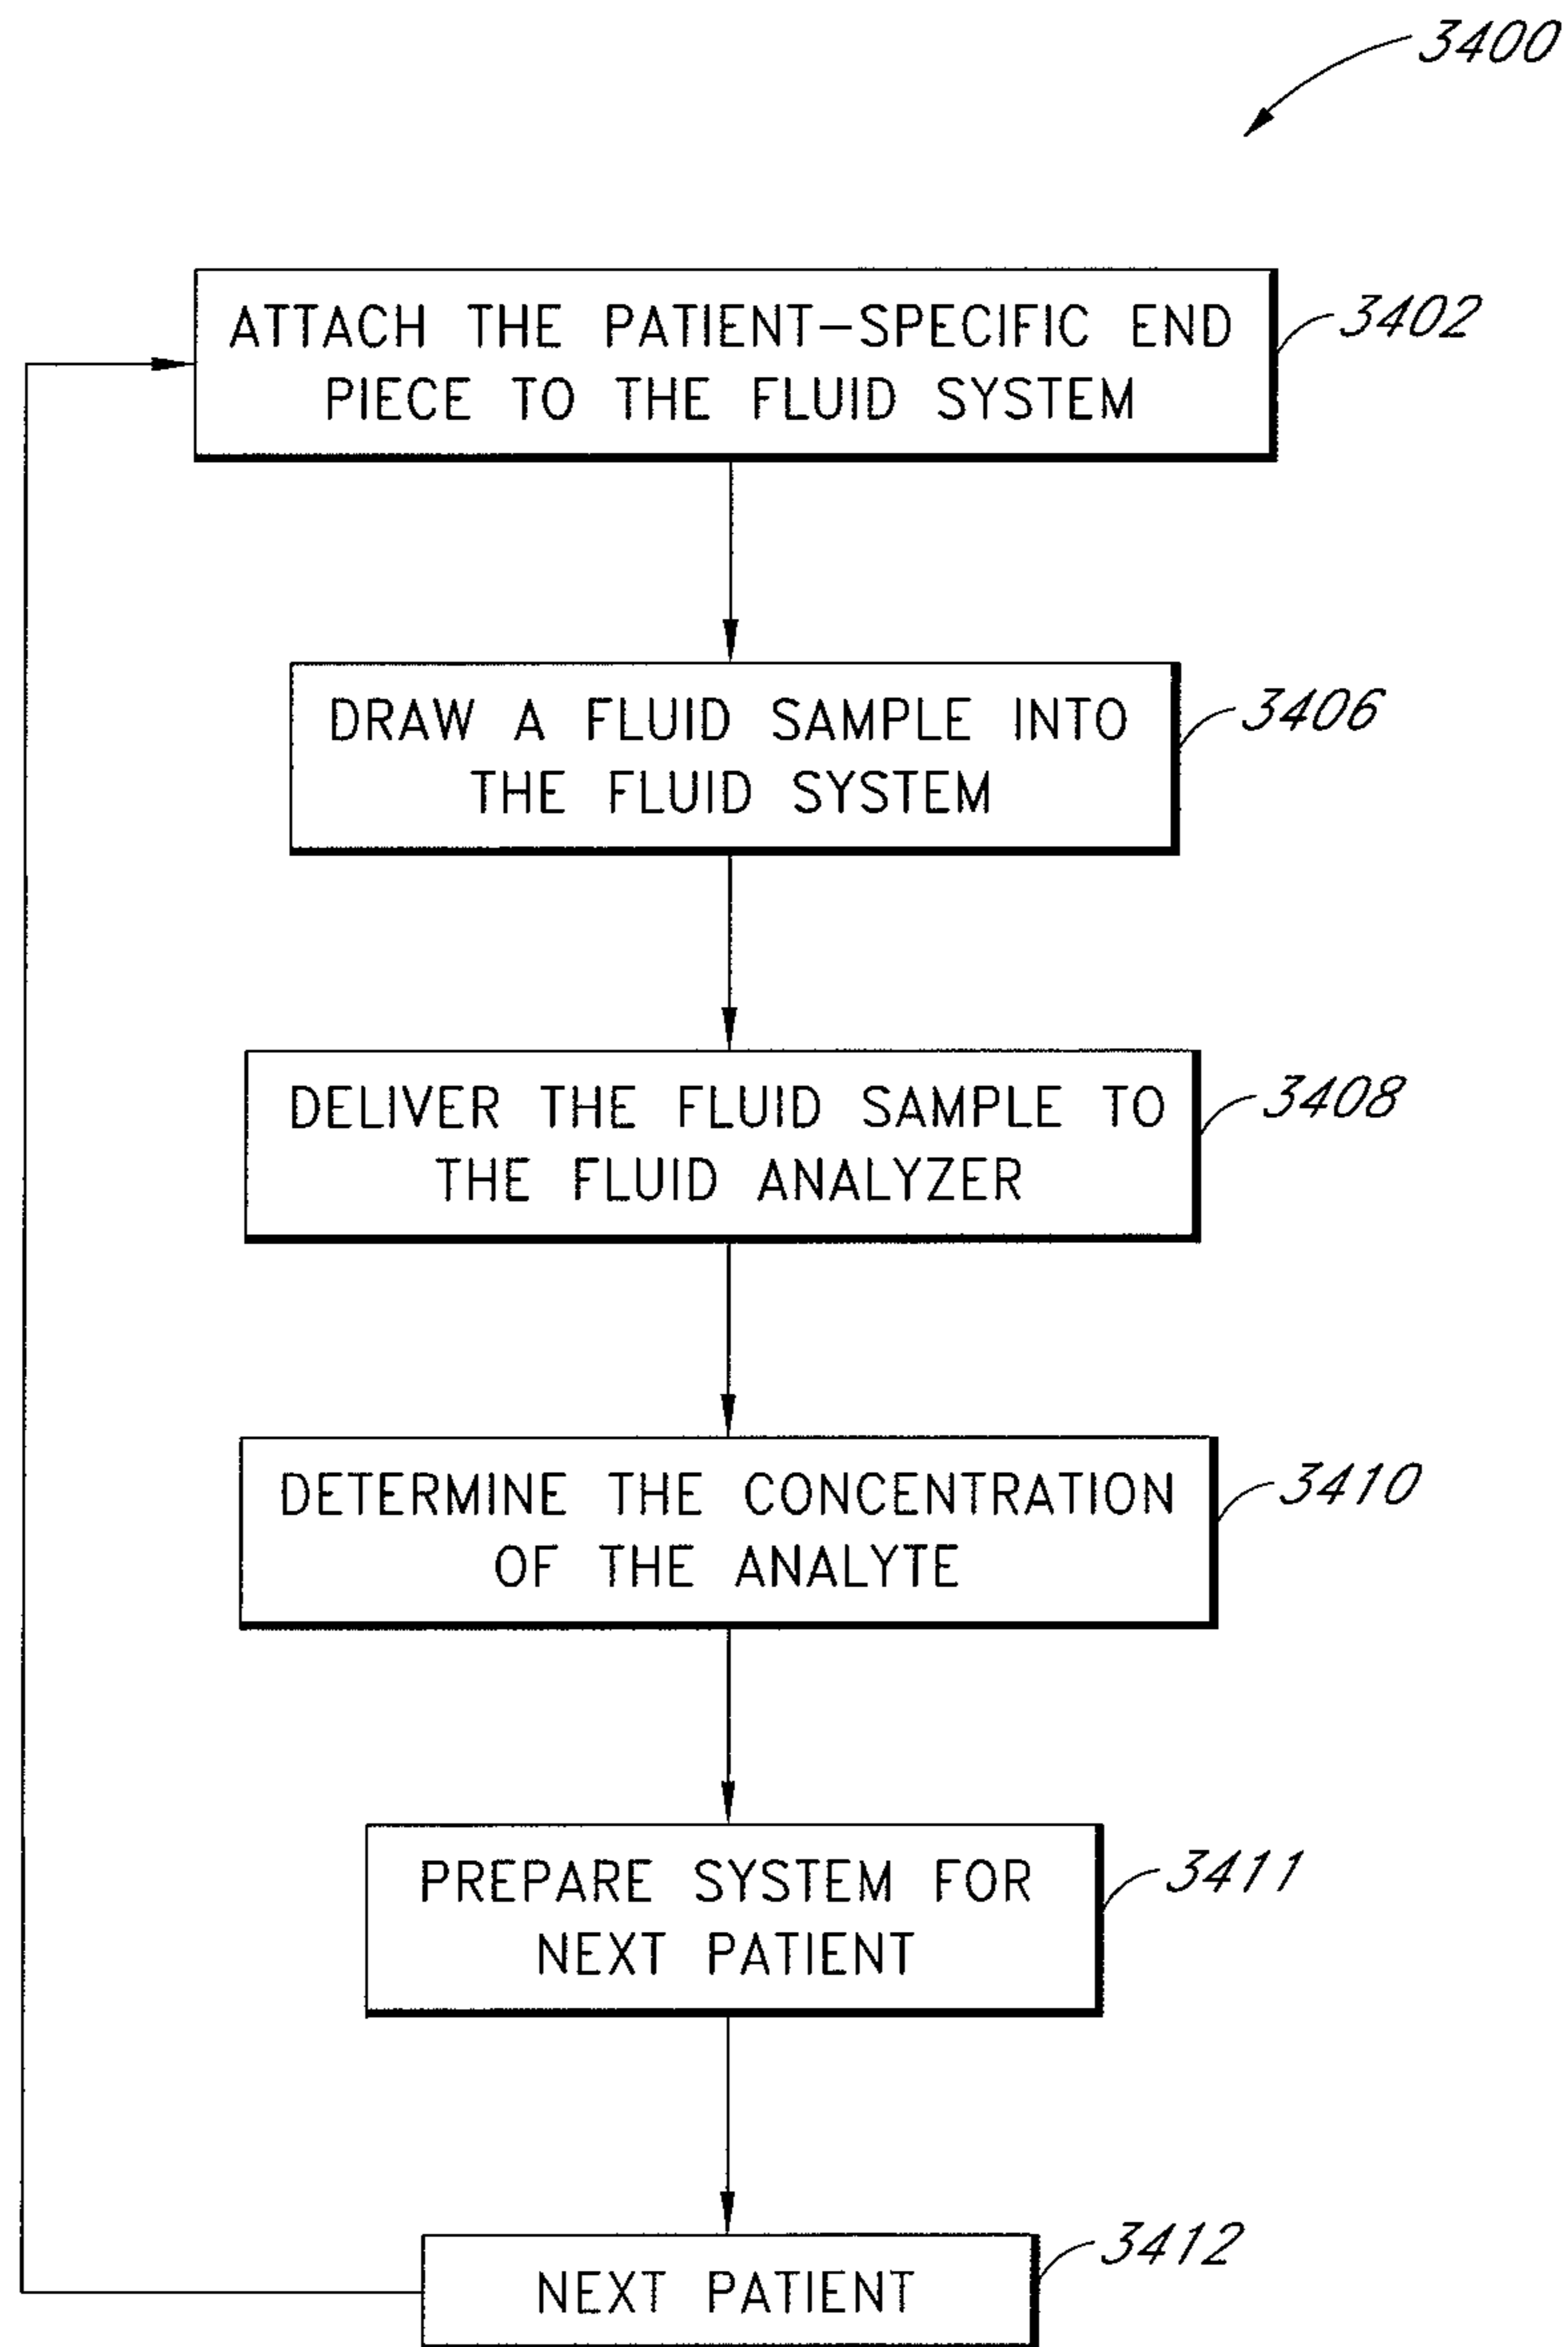 3400
ATTACH THE PATIENT-SPECIFIC END
PIECE TO THE FLUID SYSTEM
3402
DRAW A FLUID SAMPLE INTO
THE FLUID SYSTEM
3406
DELIVER THE FLUID SAMPLE TO
THE FLUID ANALYZER
3408
DETERMINE THE CONCENTRATION
OF THE ANALYTE
3410
PREPARE SYSTEM FOR
NEXT PATIENT
3411
NEXT PATIENT
3412